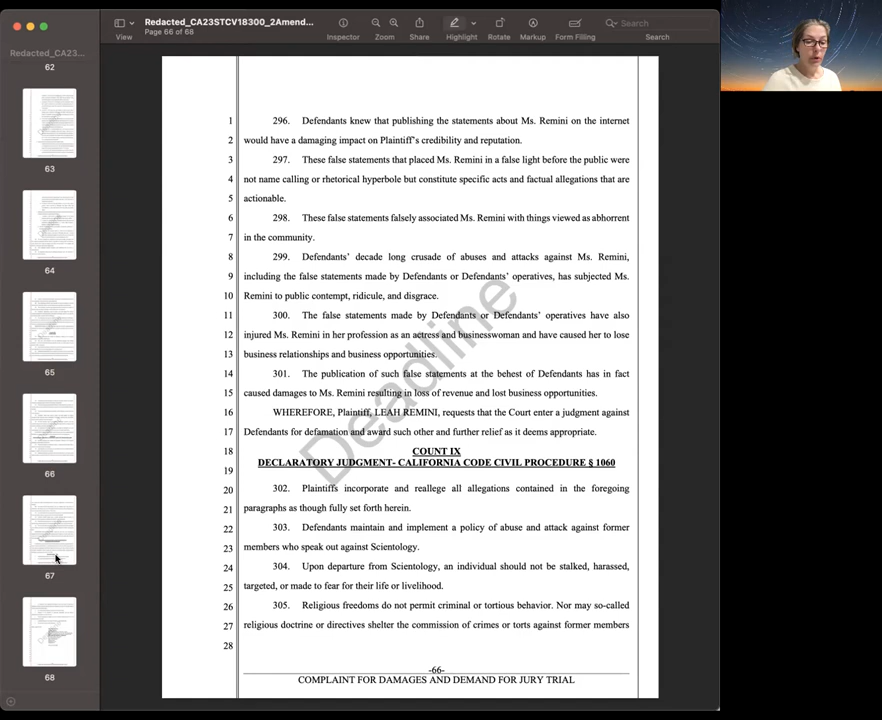 Redacted_CA23STCV18300_2Amend...
Page 66 of 68
View
Inspector
Zoom
Share
Highlight
Rotate
Markup
Form Filling
Search
Search
Redacted_CA23...
62
63
64
65
66
67
68
1 296. Defendants knew that publishing the statements about Ms. Remini on the internet
2 would have a damaging impact on Plaintiff's credibility and reputation.
3 297. These false statements that placed Ms. Remini in a false light before the public were
4 not name calling or rhetorical hyperbole but constitute specific acts and factual allegations that are
5 actionable.
6 298. These false statements falsely associated Ms. Remini with things viewed as abhorrent
7 in the community.
8 299. Defendants' decade long crusade of abuses and attacks against Ms. Remini,
9 including the false statements made by Defendants or Defendants' operatives, has subjected Ms.
10 Remini to public contempt, ridicule, and disgrace.
11 300. The false statements made by Defendants or Defendants' operatives have also
12 injured Ms. Remini in her profession as an actress and businesswoman and have caused her to lose
13 business relationships and business opportunities.
14 301. The publication of such false statements at the behest of Defendants has in fact
15 caused damages to Ms. Remini resulting in loss of revenue and lost business opportunities.
16 WHEREFORE, Plaintiff, LEAH REMINI, requests that the Court enter a judgment against
17 Defendants for defamation and award such other and further relief as it deems appropriate.
18 COUNT IX
19 DECLARATORY JUDGMENT- CALIFORNIA CODE CIVIL PROCEDURE § 1060
20 302. Plaintiffs incorporate and reallege all allegations contained in the foregoing
21 paragraphs as though fully set forth herein.
22 303. Defendants maintain and implement a policy of abuse and attack against former
23 members who speak out against Scientology.
24 304. Upon departure from Scientology, an individual should not be stalked, harassed,
25 targeted, or made to fear for their life or livelihood.
26 305. Religious freedoms do not permit criminal or tortious behavior. Nor may so-called
27 religious doctrine or directives shelter the commission of crimes or torts against former members
28
Deadline
-66-
COMPLAINT FOR DAMAGES AND DEMAND FOR JURY TRIAL